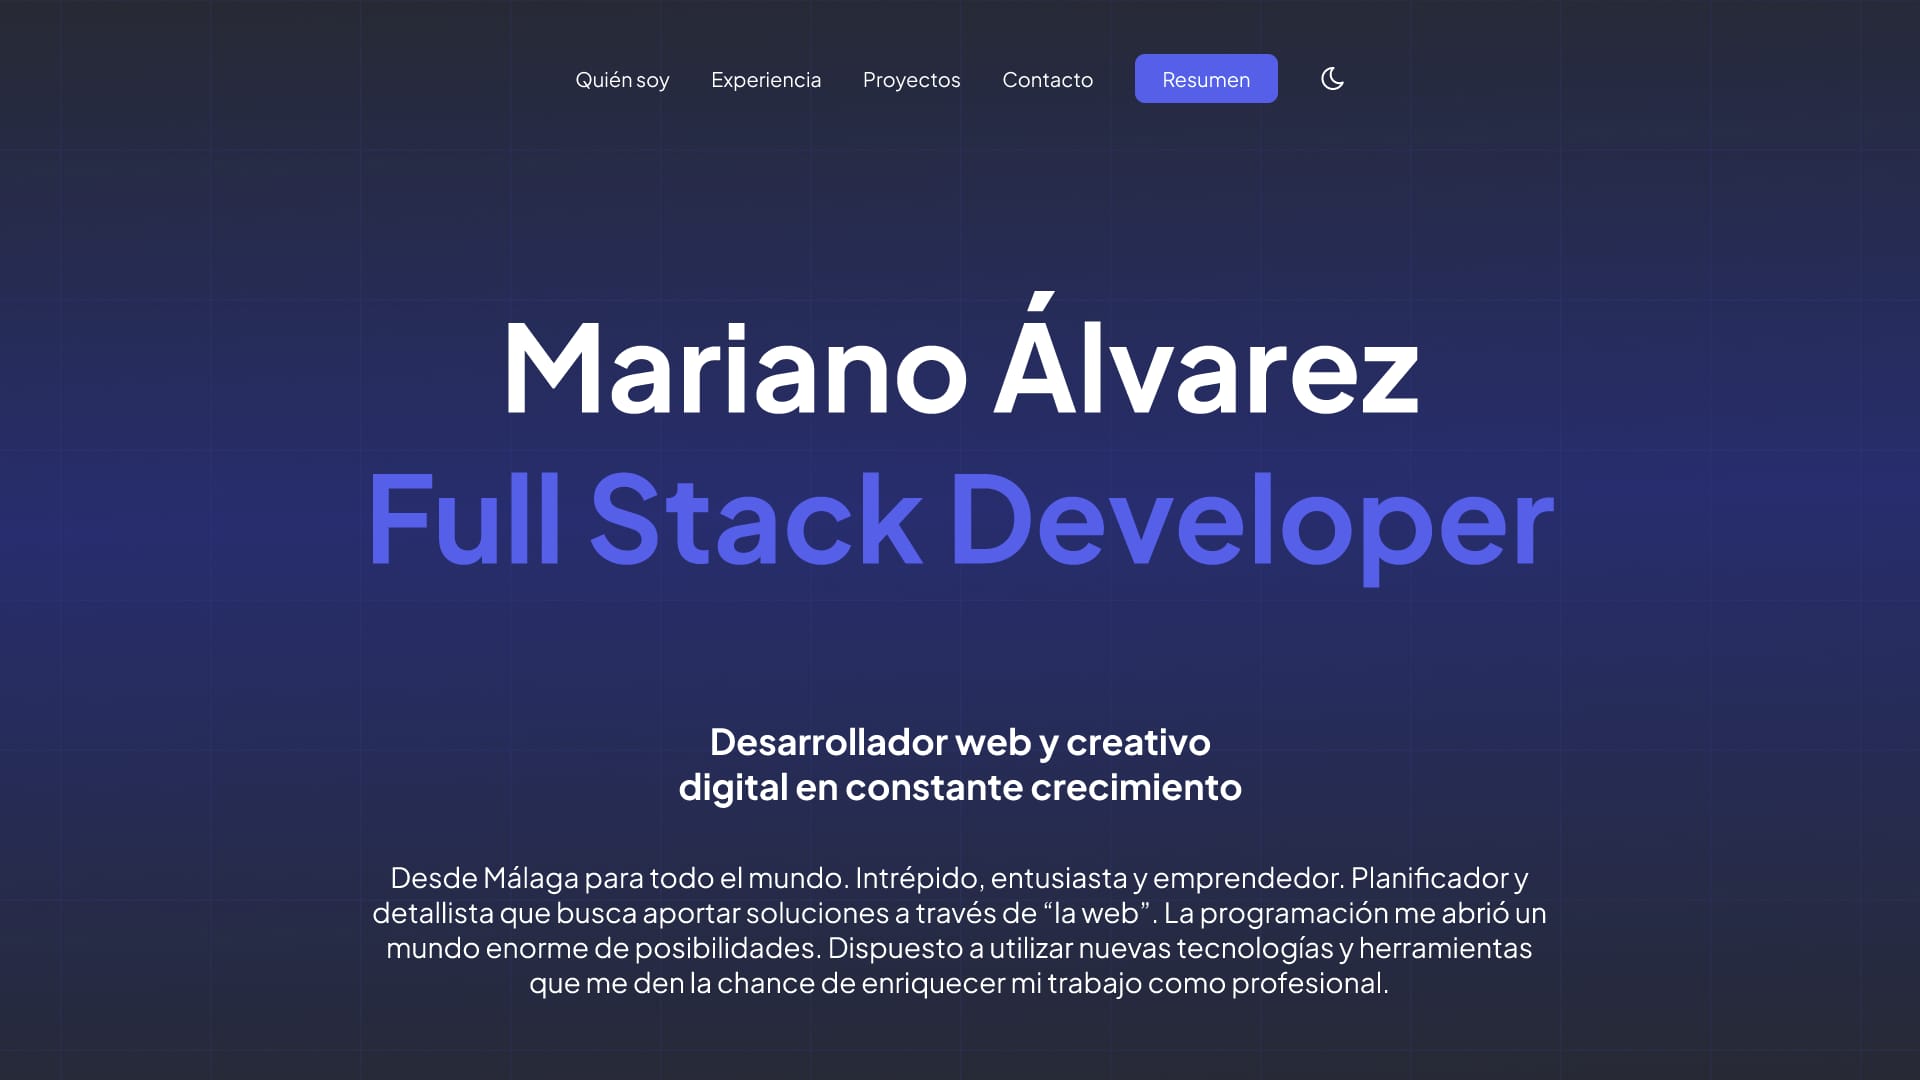 Quién soy Experiencia Proyectos Contacto Resumen
Mariano Álvarez
Full Stack Developer
Desarrollador web y creativo
digital en constante crecimiento
Desde Málaga para todo el mundo. Intrépido, entusiasta y emprendedor. Planificador y
detallista que busca aportar soluciones a través de “la web”. La programación me abrió un
mundo enorme de posibilidades. Dispuesto a utilizar nuevas tecnologías y herramientas
que me den la chance de enriquecer mi trabajo como profesional.